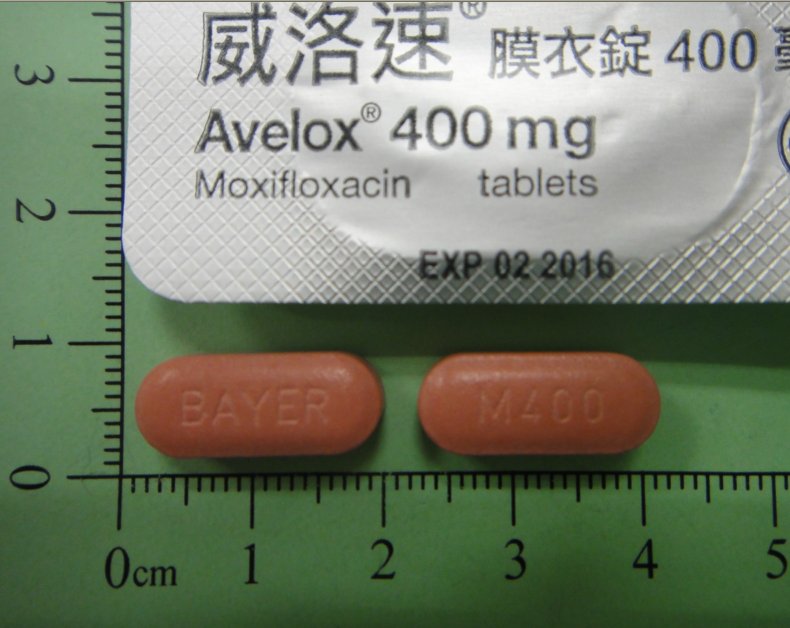 威洛速® 膜衣錠 400
Avelox® 400 mg
Moxifloxacin tablets
EXP 02 2016
BAYER
M400
3
2
1
0
0cm 1 2 3 4 5